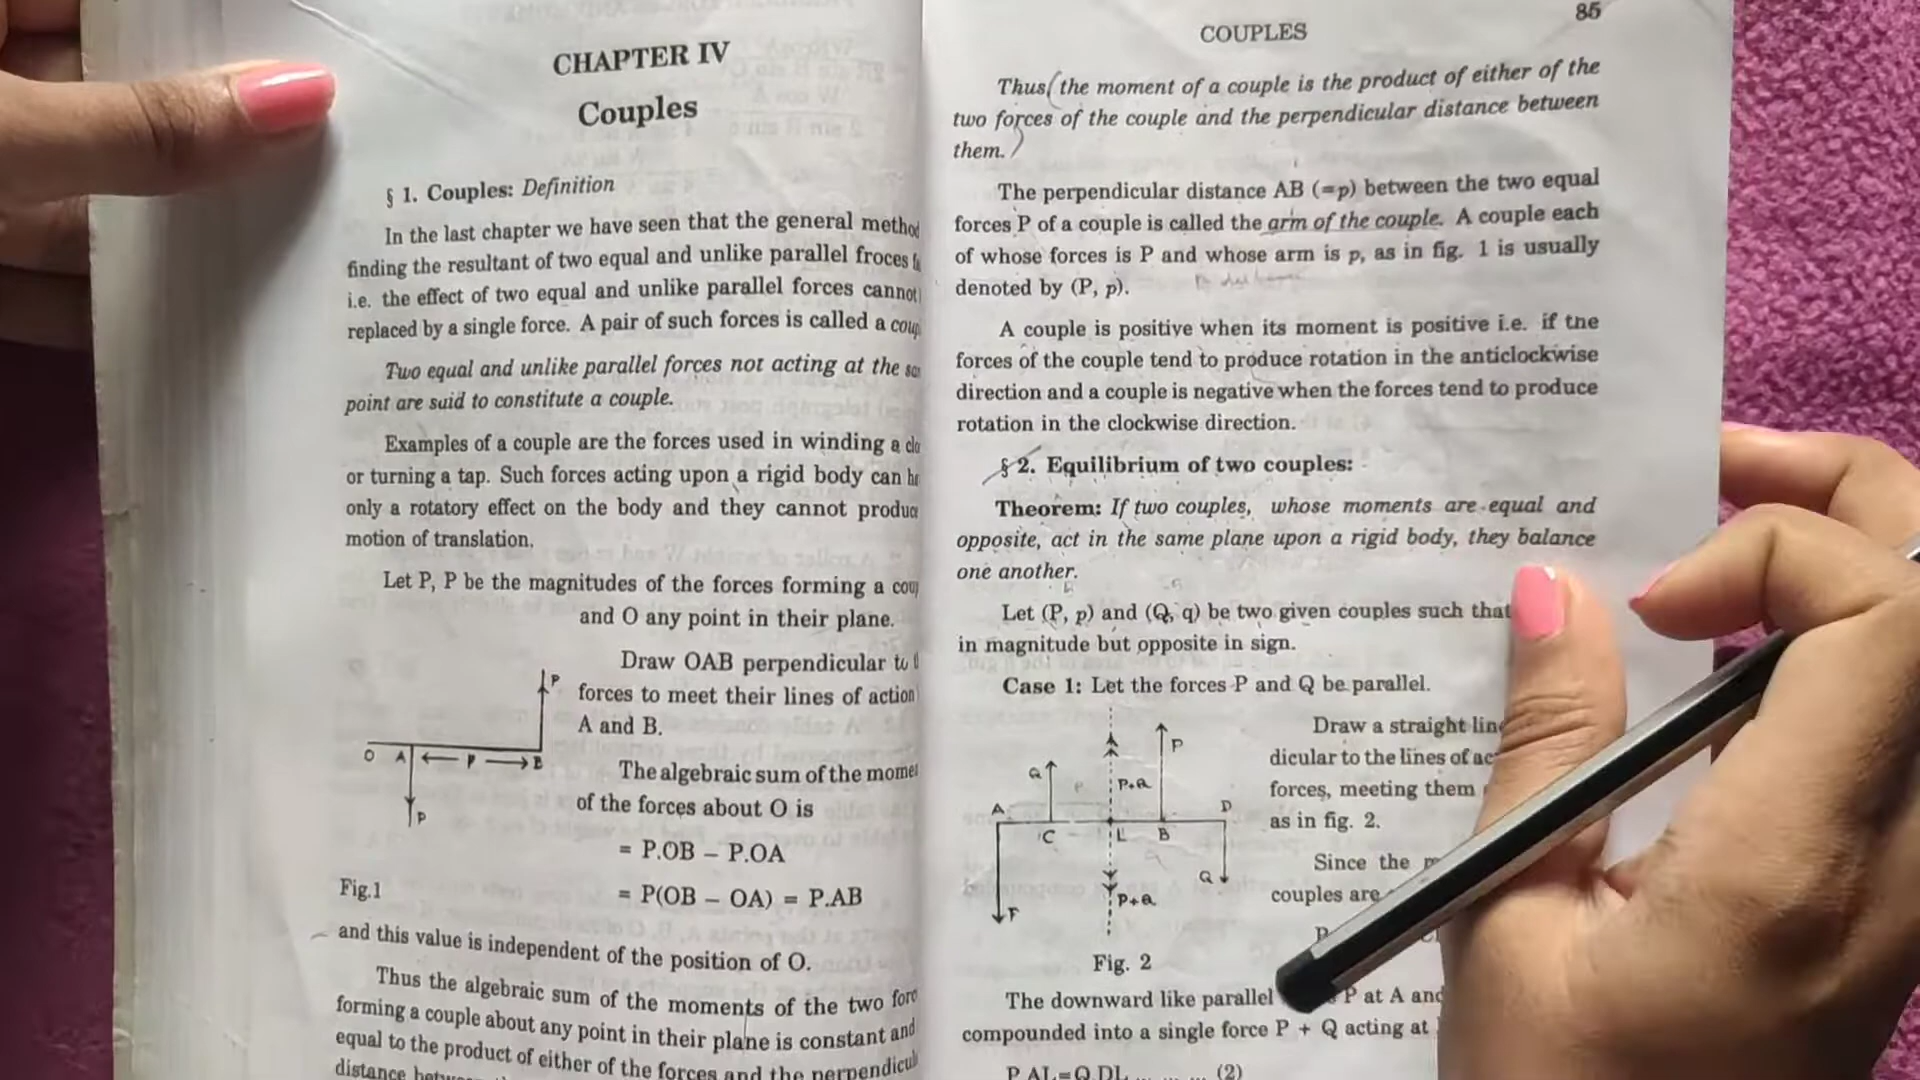 CHAPTER IV
Couples
§ 1. Couples: Definition
In the last chapter we have seen that the general
finding the resultant of two equal and unlike parallel froces
i.e. the effect of two equal and unlike parallel forces cannot
replaced by a single force. A pair of such forces is called a
Two equal and unlike parallel forces not acting at the
point are said to constitute a couple.
Examples of a couple are the forces used in winding a
or turning a tap. Such forces acting upon a rigid body can
only a rotatory effect on the body and they cannot
motion of translation.
Let P, P be the magnitudes of the forces forming a
and O any point in their plane.
Draw OAB perpendicular to
forces to meet their lines of action
A and B.
The algebraic sum of the
of the forces about O is
= P.OB – P.OA
= P(OB – OA) = P.AB
P
O A p B
P
Fig.1
and this value is independent of the position of O.
Thus the algebraic sum of the moments of the two
forming a couple about any point in their plane is constant and
equal to the product of either of the forces and the
distance
COUPLES
85
Thus (the moment of a couple is the product of either of the
two forces of the couple and the perpendicular distance between
them.)
The perpendicular distance AB (=p) between the two equal
forces P of a couple is called the arm of the couple. A couple each
of whose forces is P and whose arm is p, as in fig. 1 is usually
denoted by (P, p).
A couple is positive when its moment is positive i.e. if the
forces of the couple tend to produce rotation in the anticlockwise
direction and a couple is negative when the forces tend to produce
rotation in the clockwise direction.
§ 2. Equilibrium of two couples:
Theorem: If two couples, whose moments are equal and
opposite, act in the same plane upon a rigid body, they balance
one another.
Let (P, p) and (Q, q) be two given couples such that
in magnitude but opposite in sign.
Case 1: Let the forces P and Q be parallel.
Draw a straight
dicular to the lines of
forces, meeting them
as in fig. 2.
Since the
couples are
P
Q
P+Q
A
D
C
L
B
Q
P+Q
Fig. 2
The downward like parallel P at A and
compounded into a single force P + Q acting at
P.AL=Q.DL ... ... ... (2)